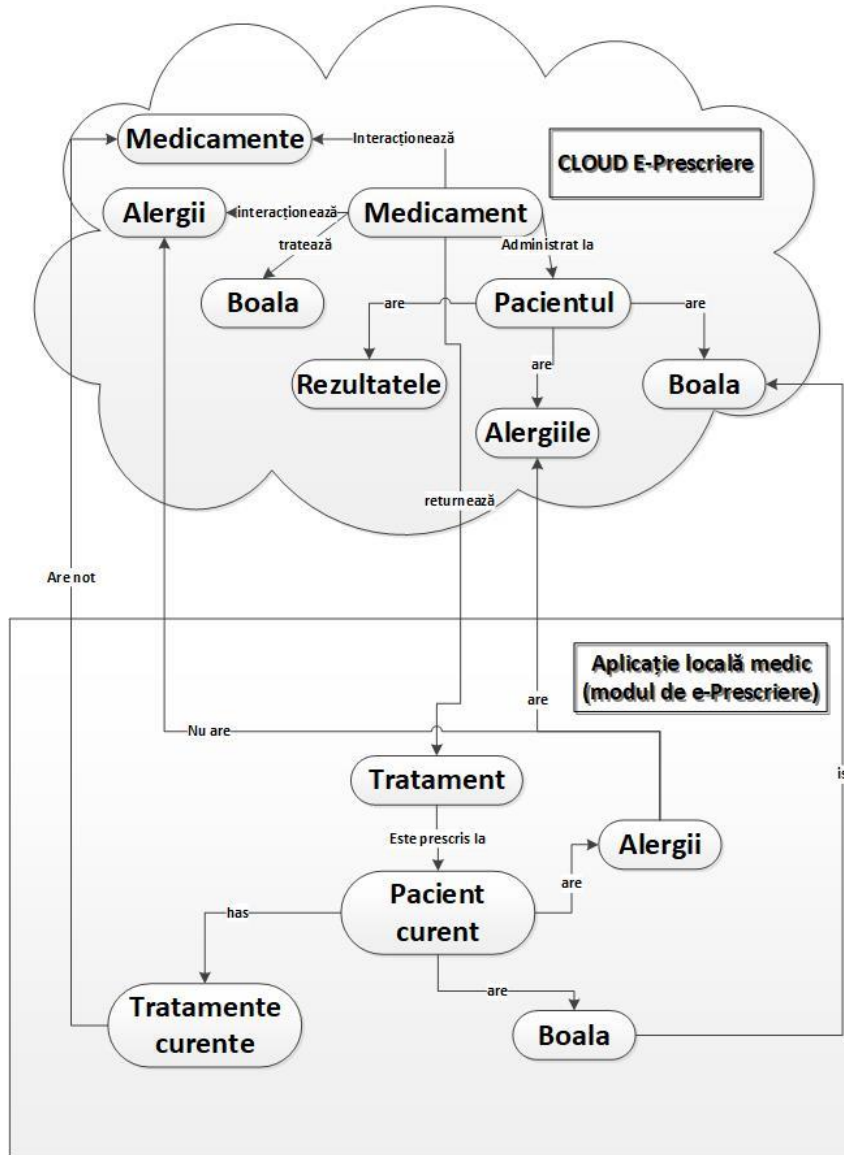 Medicamente
Interacționează
CLOUD E-Prescriere
Alergii
interacționează
Medicament
tratează
Administrat la
Boala
are
Pacientul
are
Rezultatele
are
Boala
Alergiile
returnează
Are not
Aplicație locală medic
(modul de e-Prescriere)
are
Nu are
Tratament
is
Este prescris la
Alergii
are
Pacient
curent
has
are
Tratamente
curente
Boala